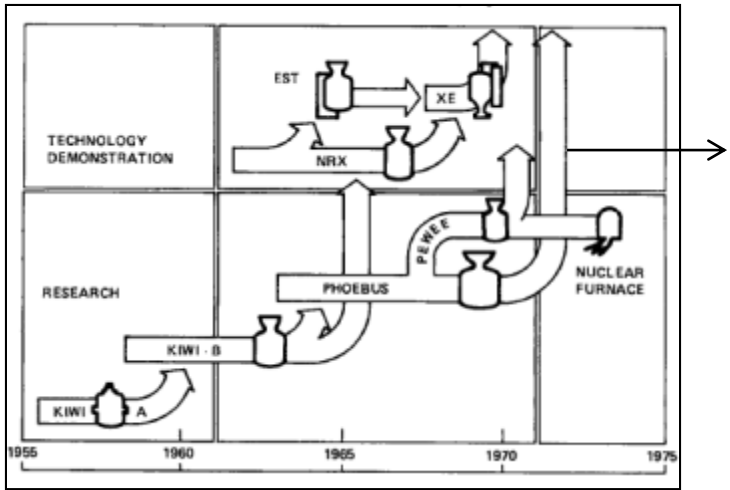 EST
XE
TECHNOLOGY
DEMONSTRATION
NRX
PEWEE
RESEARCH
PHOEBUS
NUCLEAR
FURNACE
KIWI - B
KIWI A
1955 1960 1965 1970 1975